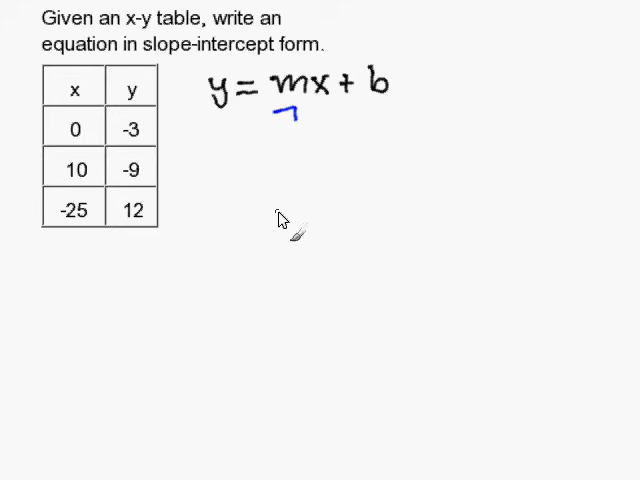 Given an x-y table, write an
equation in slope-intercept form.
y = mx + b
x y
0 -3
10 -9
-25 12